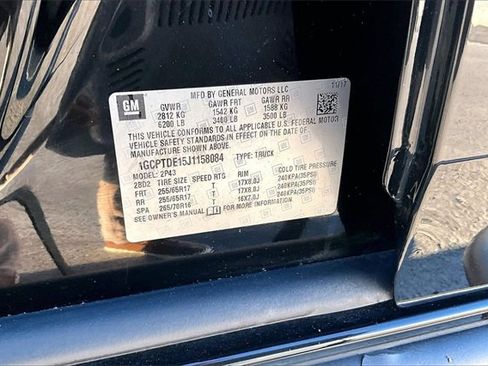 MFD BY GENERAL MOTORS LLC 11/17
GM
GVWR GAWR FRT GAWR RR
2812 KG 1542 KG 1588 KG
6200 LB 3400 LB 3500 LB
THIS VEHICLE CONFORMS TO ALL APPLICABLE U.S. FEDERAL MOTOR
VEHICLE SAFETY STANDARDS IN EFFECT ON THE DATE OF
MANUFACTURE SHOWN ABOVE.
1GCPTDE15J1158084 TYPE: TRUCK
MODEL: 2P43
2BD2 TIRE SIZE SPEED RTG RIM COLD TIRE PRESSURE
FRT 255/65R17 T 17X8.0J 240KPA(35PSI)
RR 255/65R17 T 17X8.0J 240KPA(35PSI)
SPA 265/70R16 T 16X7.0J 240KPA(35PSI)
SEE OWNER'S MANUAL FOR MORE INFORMATION.